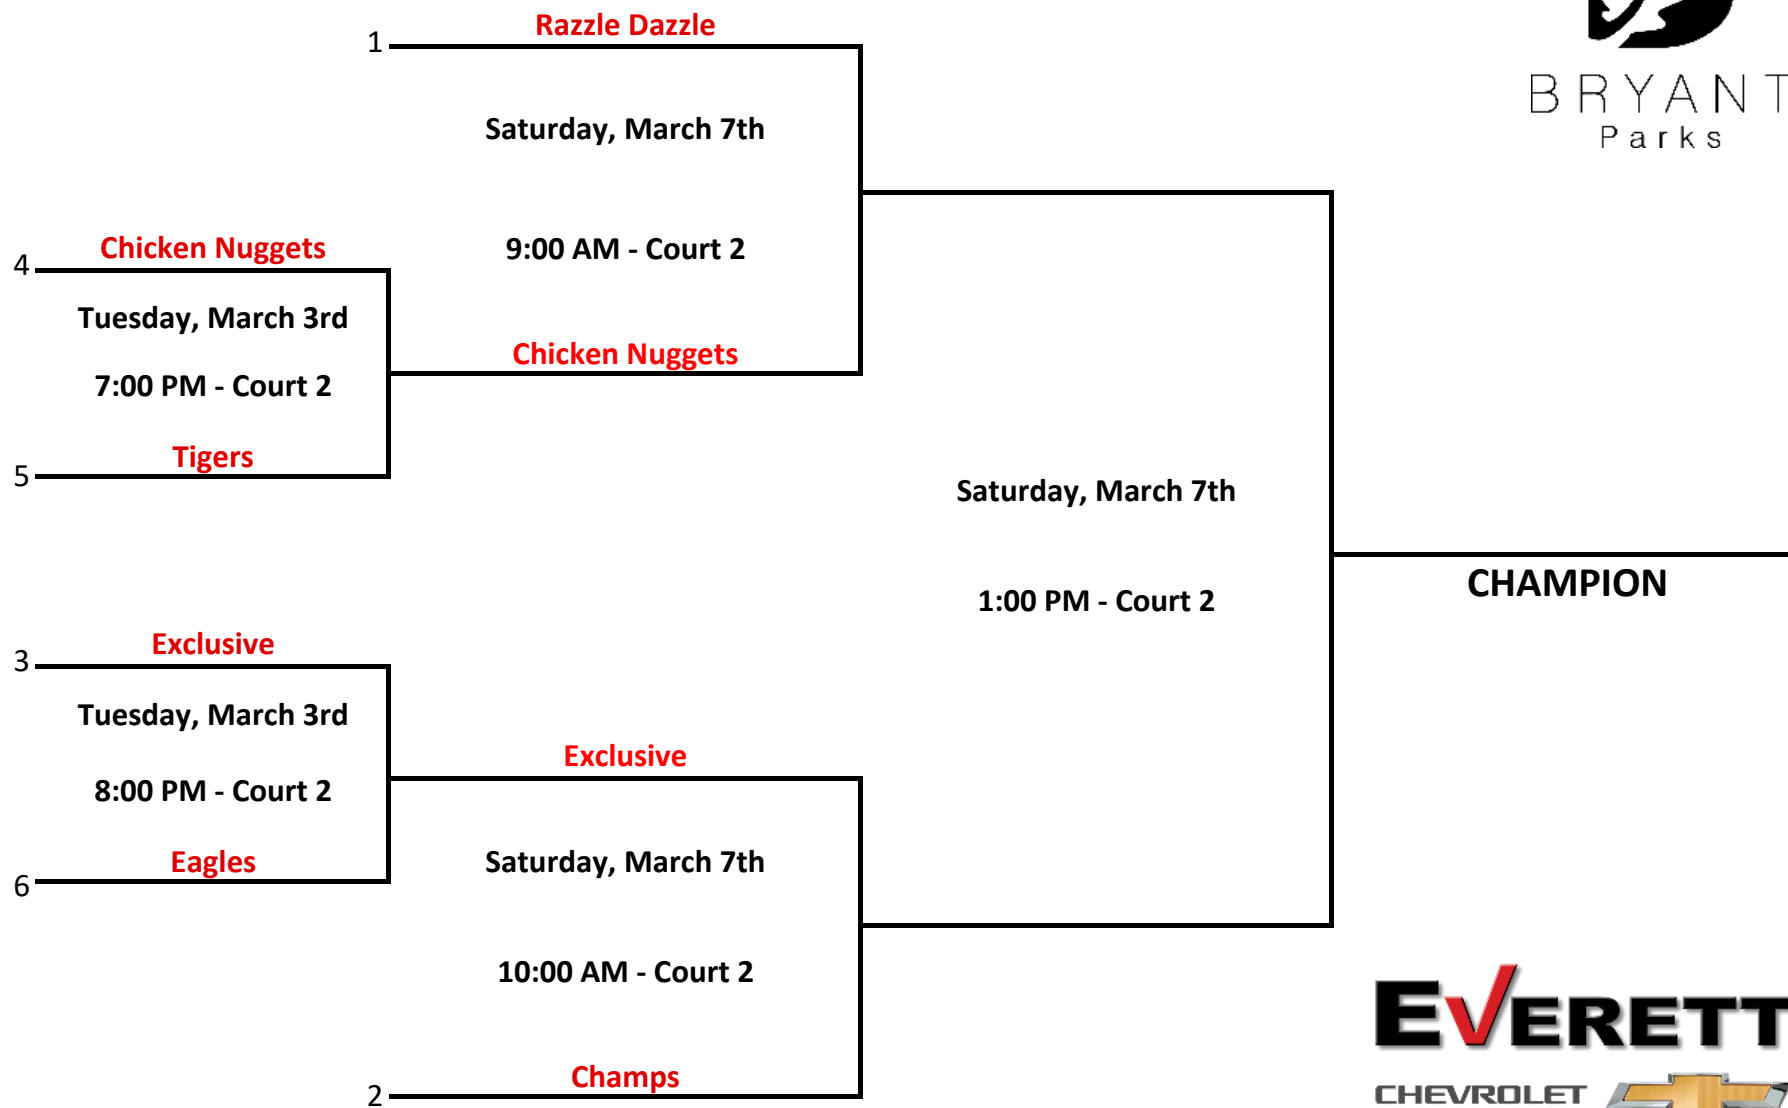 Razzle Dazzle
1
BRYANT
Parks
Saturday, March 7th
9:00 AM - Court 2
Chicken Nuggets
4
Tuesday, March 3rd
7:00 PM - Court 2
Chicken Nuggets
Tigers
5
Saturday, March 7th
1:00 PM - Court 2
CHAMPION
Exclusive
3
Tuesday, March 3rd
8:00 PM - Court 2
Exclusive
Eagles
6
Saturday, March 7th
10:00 AM - Court 2
Champs
2
EVERETT
CHEVROLET